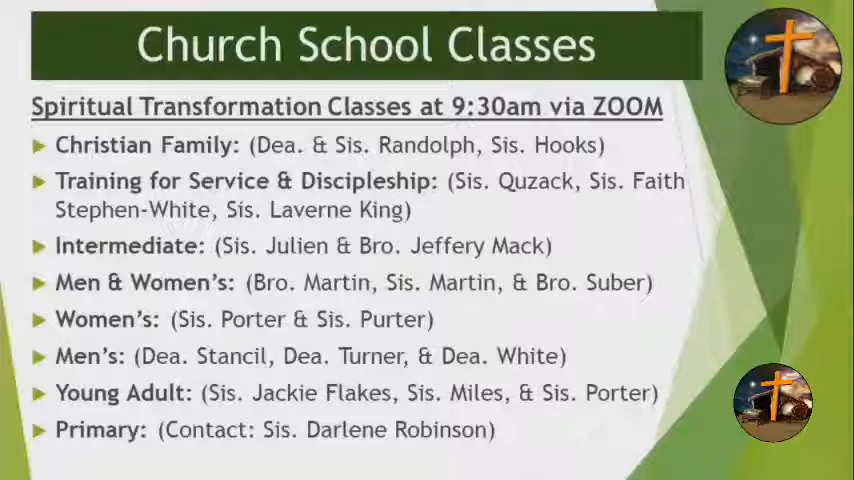 Church School Classes
Spiritual Transformation Classes at 9:30am via ZOOM
Christian Family: (Dea. & Sis. Randolph, Sis. Hooks)
Training for Service & Discipleship: (Sis. Quzack, Sis. Faith
Stephen-White, Sis. Laverne King)
Intermediate: (Sis. Julien & Bro. Jeffery Mack)
Men & Women's: (Bro. Martin, Sis. Martin, & Bro. Suber)
Women's: (Sis. Porter & Sis. Purter)
Men's: (Dea. Stancil, Dea. Turner, & Dea. White)
Young Adult: (Sis. Jackie Flakes, Sis. Miles, & Sis. Porter)
Primary: (Contact: Sis. Darlene Robinson)